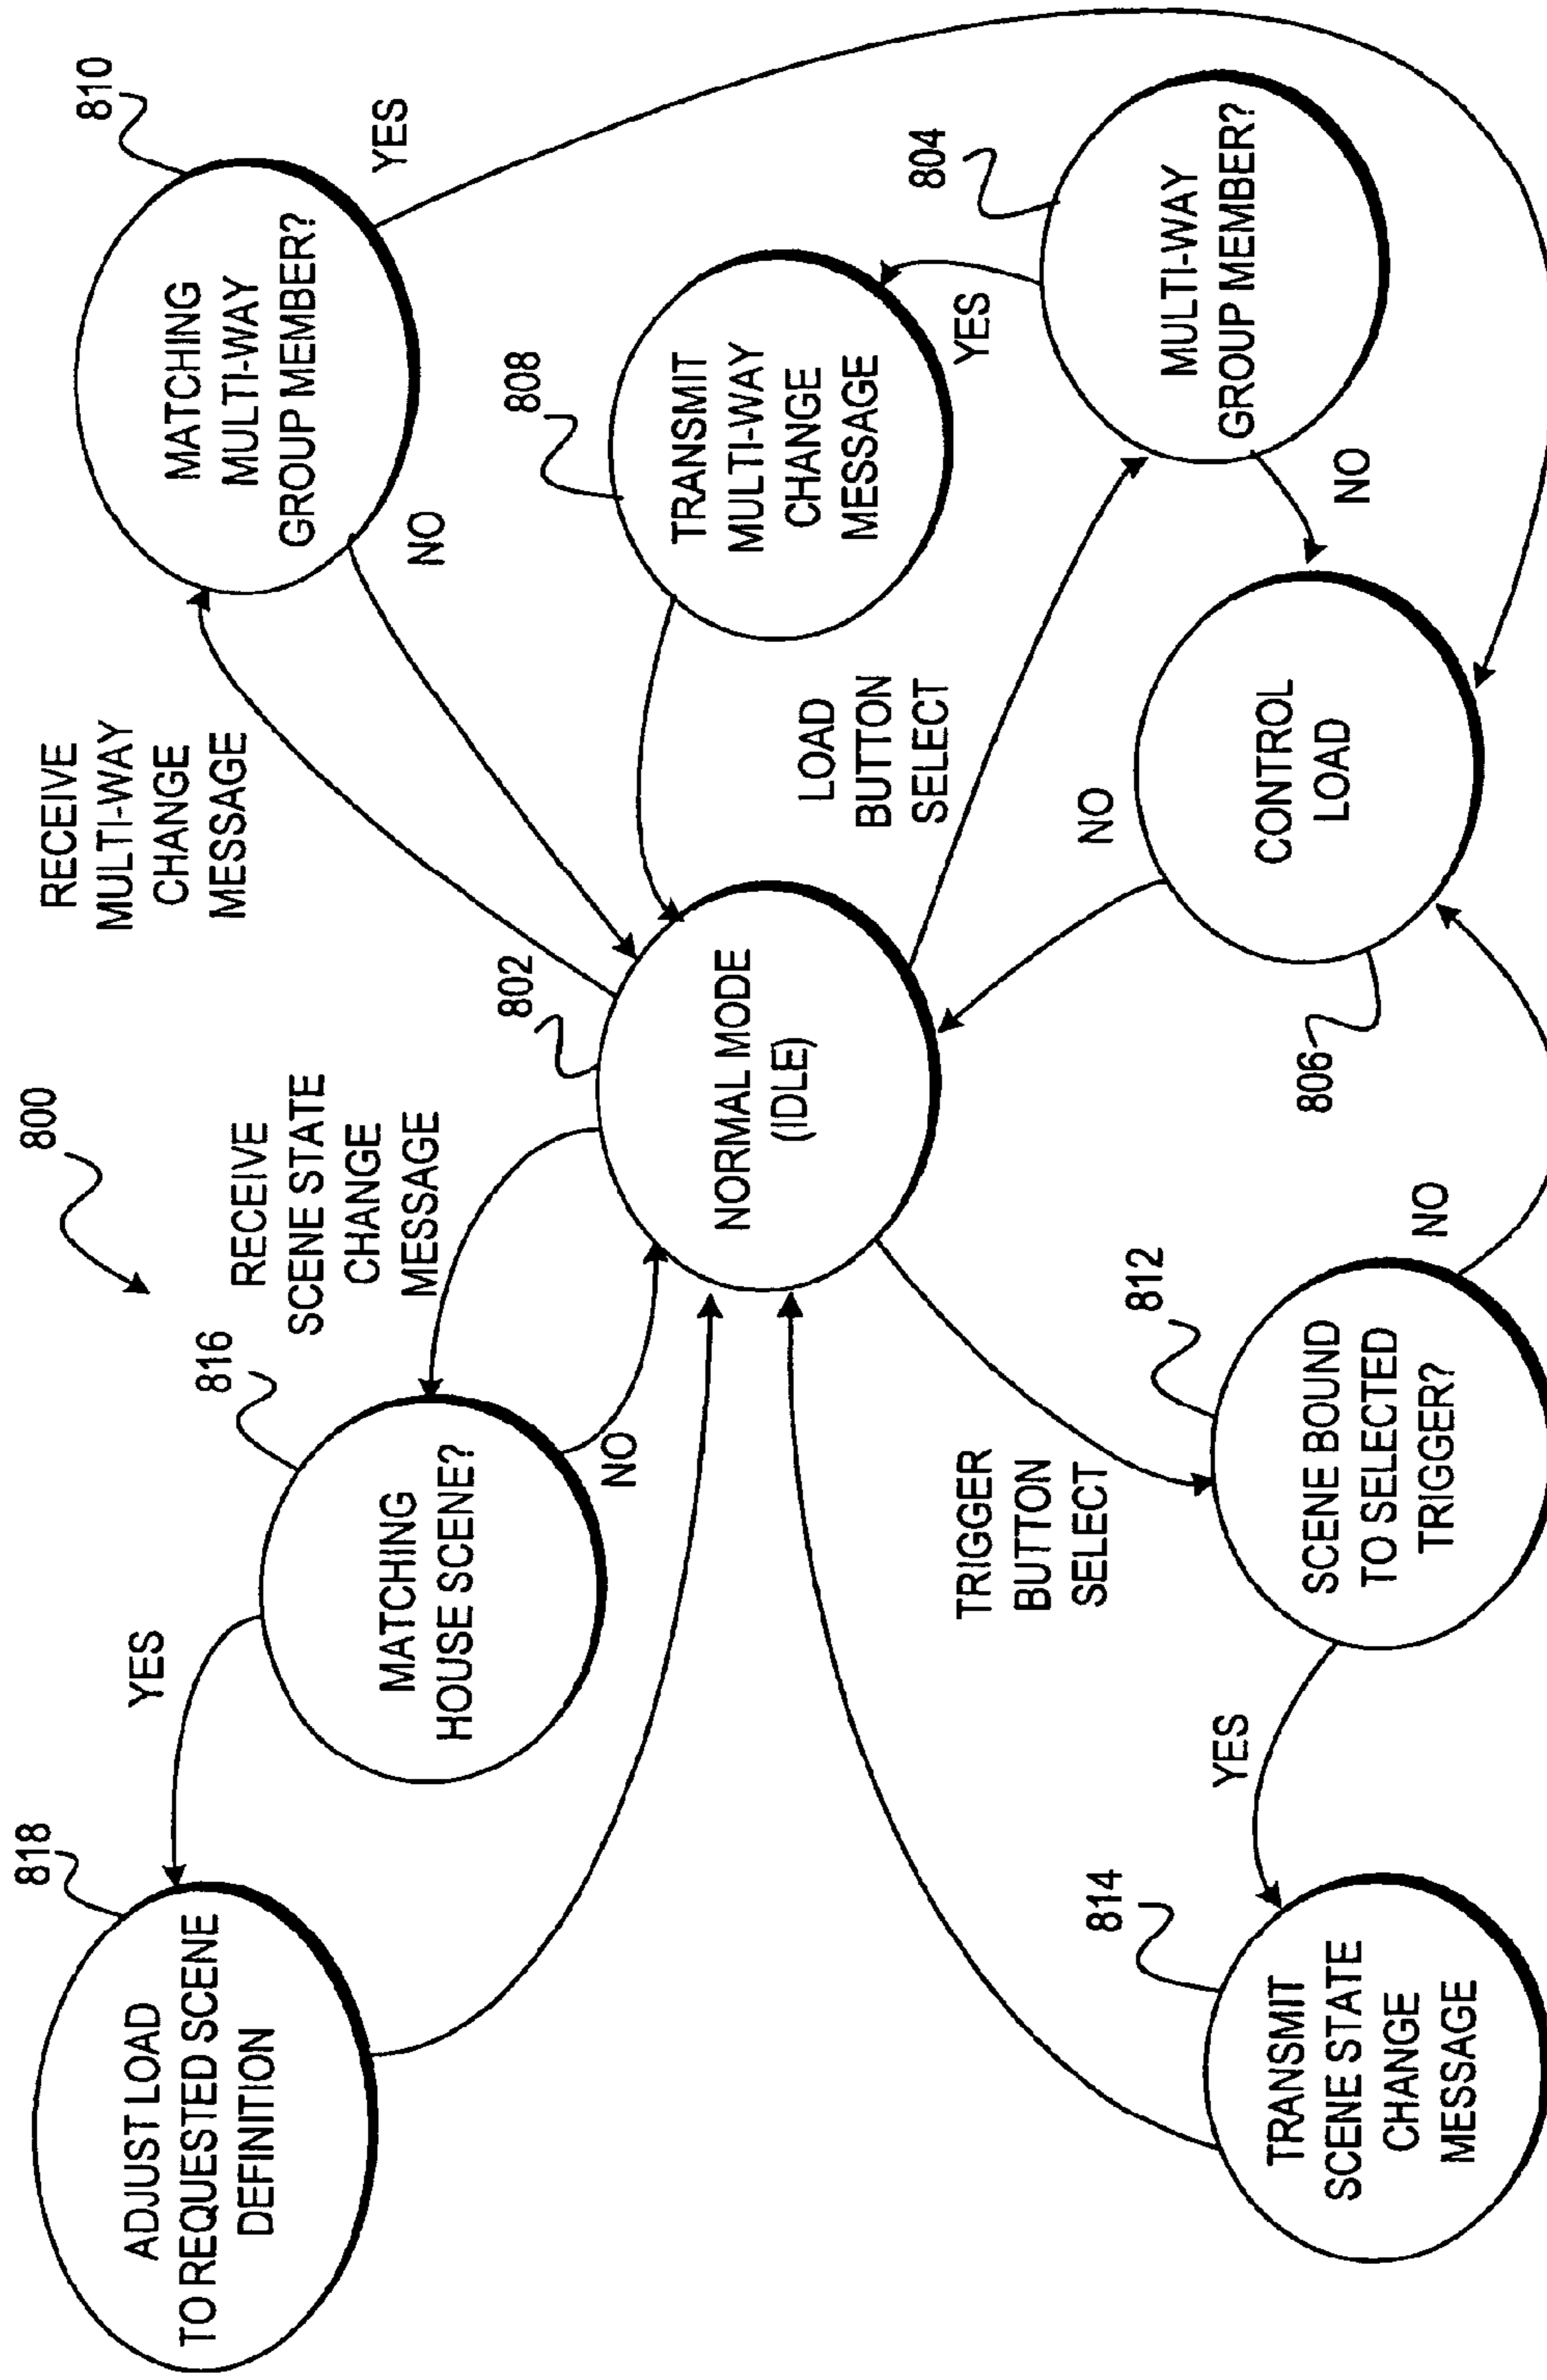 800
818
ADJUST LOAD
TO REQUESTED SCENE
DEFINITION
YES
816
MATCHING
HOUSE SCENE?
NO
RECEIVE
SCENE STATE
CHANGE
MESSAGE
RECEIVE
MULTI-WAY
CHANGE
MESSAGE
810
MATCHING
MULTI-WAY
GROUP MEMBER?
YES
NO
802
NORMAL MODE
(IDLE)
808
TRANSMIT
MULTI-WAY
CHANGE
MESSAGE
YES
804
MULTI-WAY
GROUP MEMBER?
NO
LOAD
BUTTON
SELECT
TRIGGER
BUTTON
SELECT
814
TRANSMIT
SCENE STATE
CHANGE
MESSAGE
YES
812
SCENE BOUND
TO SELECTED
TRIGGER?
NO
806
CONTROL
LOAD
NO